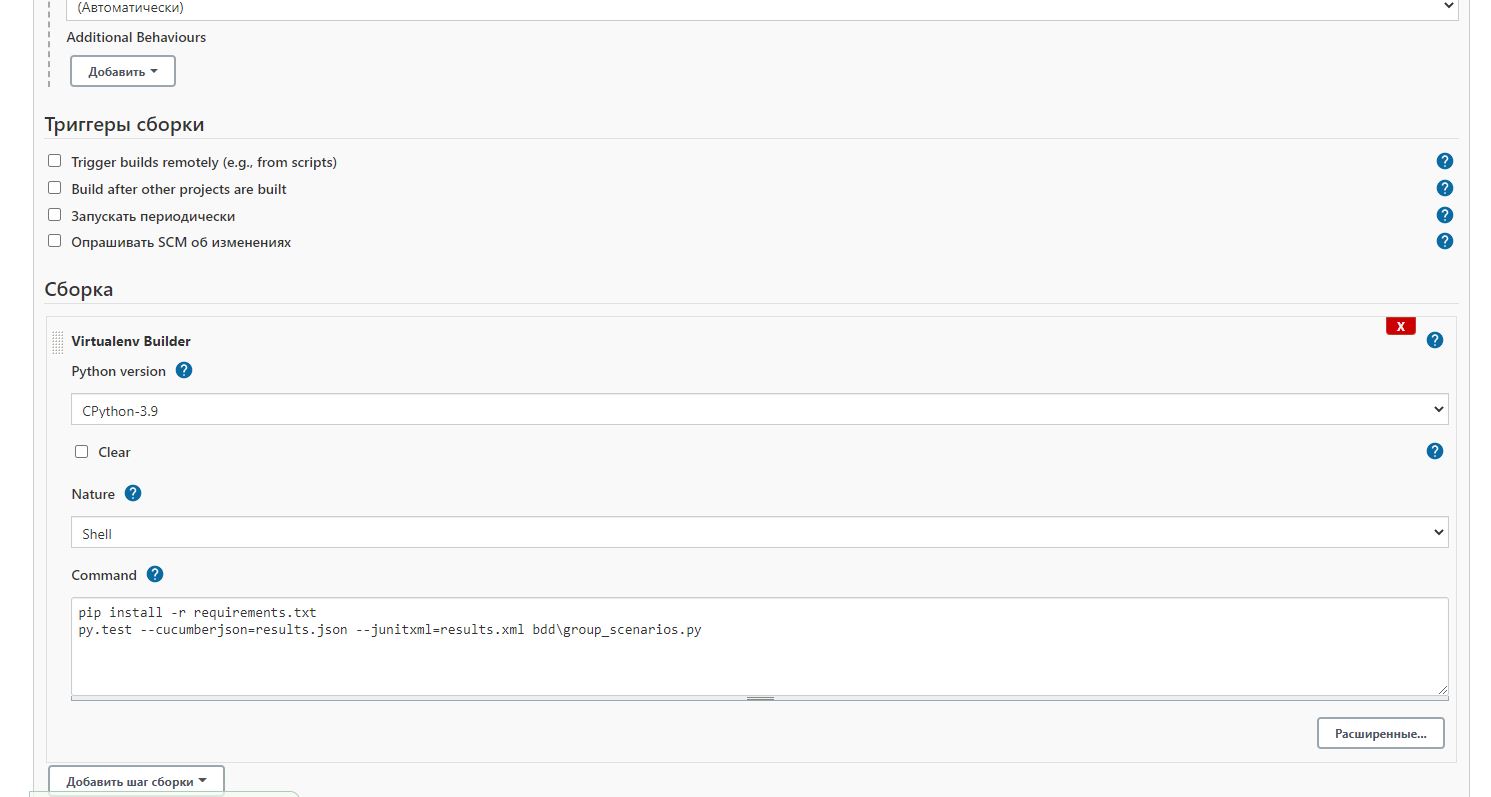 (Автоматически)
Additional Behaviours
Добавить
Триггеры сборки
Trigger builds remotely (e.g., from scripts)
?
Build after other projects are built
?
Запускать периодически
?
Опрашивать SCM об изменениях
?
Сборка
X
Virtualenv Builder
?
Python version ?
CPython-3.9
Clear
?
Nature ?
Shell
Command ?
pip install -r requirements.txt
py.test --cucumberjson=results.json --junitxml=results.xml bdd\group_scenarios.py
Расширенные...
Добавить шаг сборки